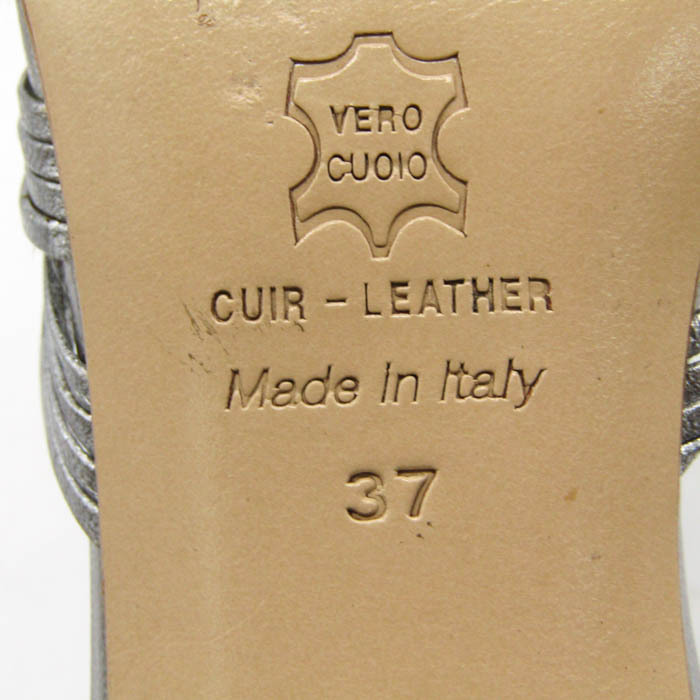 VERO
CUOIO
CUIR - LEATHER
Made in Italy
37